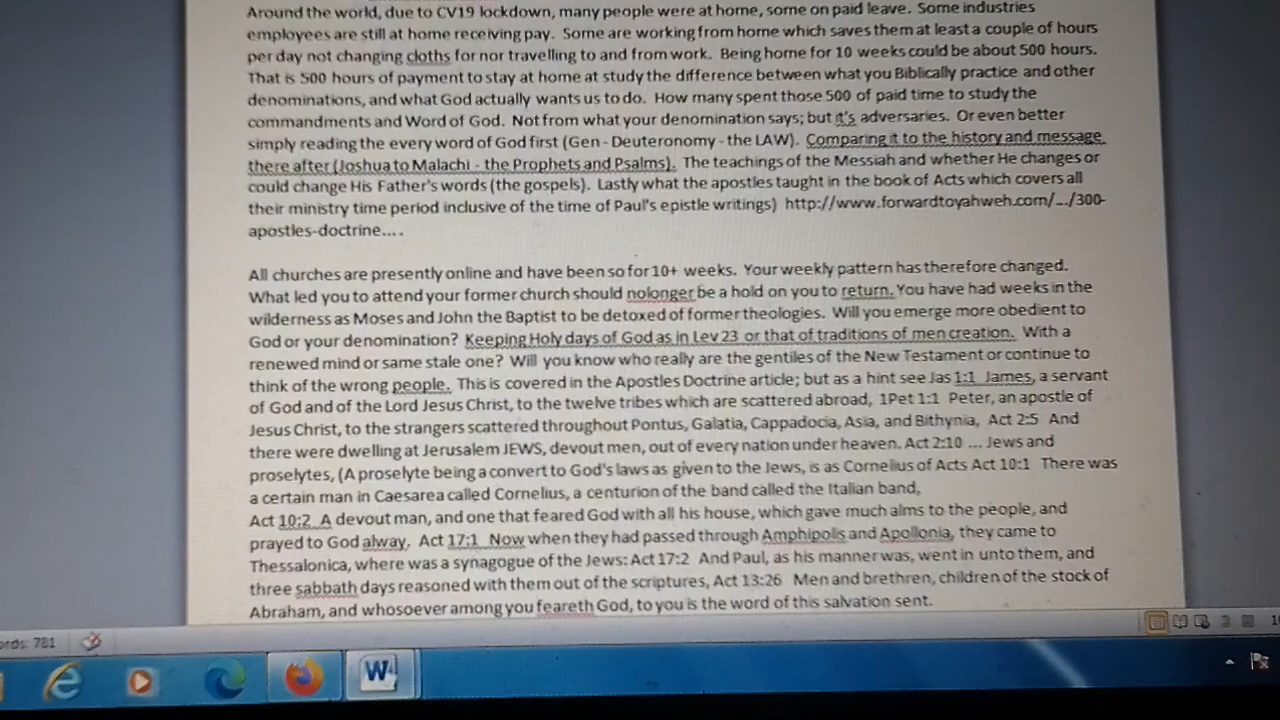 Around the world, due to CV19 lockdown, many people were at home, some on paid leave. Some industries
employees are still at home receiving pay. Some are working from home which saves them at least a couple of hours
per day not changing cloths for nor travelling to and from work. Being home for 10 weeks could be about 500 hours.
That is 500 hours of payment to stay at home at study the difference between what you Biblically practice and other
denominations, and what God actually wants us to do. How many spent those 500 of paid time to study the
commandments and Word of God. Not from what your denomination says; but it's adversaries. Or even better
simply reading the every word of God first (Gen - Deuteronomy - the LAW). Comparing it to the history and message
there after (Joshua to Malachi - the Prophets and Psalms). The teachings of the Messiah and whether He changes or
could change His Father's words (the gospels). Lastly what the apostles taught in the book of Acts which covers all
their ministry time period inclusive of the time of Paul's epistle writings) http://www.forwardtoyahweh.com/.../300-
apostles-doctrine....
All churches are presently online and have been so for 10+ weeks. Your weekly pattern has therefore changed.
What led you to attend your former church should nolonger be a hold on you to return. You have had weeks in the
wilderness as Moses and John the Baptist to be detoxed of former theologies. Will you emerge more obedient to
God or your denomination? Keeping Holy days of God as in Lev 23 or that of traditions of men creation. With a
renewed mind or same stale one? Will you know who really are the gentiles of the New Testament or continue to
think of the wrong people. This is covered in the Apostles Doctrine article; but as a hint see Jas 1:1 James, a servant
of God and of the Lord Jesus Christ, to the twelve tribes which are scattered abroad, 1Pet 1:1 Peter, an apostle of
Jesus Christ, to the strangers scattered throughout Pontus, Galatia, Cappadocia, Asia, and Bithynia, Act 2:5 And
there were dwelling at Jerusalem JEWS, devout men, out of every nation under heaven. Act 2:10 ... Jews and
proselytes, (A proselyte being a convert to God's laws as given to the Jews, is as Cornelius of Acts Act 10:1 There was
a certain man in Caesarea called Cornelius, a centurion of the band called the Italian band,
Act 10:2 A devout man, and one that feared God with all his house, which gave much alms to the people, and
prayed to God alway. Act 17:1 Now when they had passed through Amphipolis and Apollonia, they came to
Thessalonica, where was a synagogue of the Jews: Act 17:2 And Paul, as his manner was, went in unto them, and
three sabbath days reasoned with them out of the scriptures, Act 13:26 Men and brethren, children of the stock of
Abraham, and whosoever among you feareth God, to you is the word of this salvation sent.
781
W